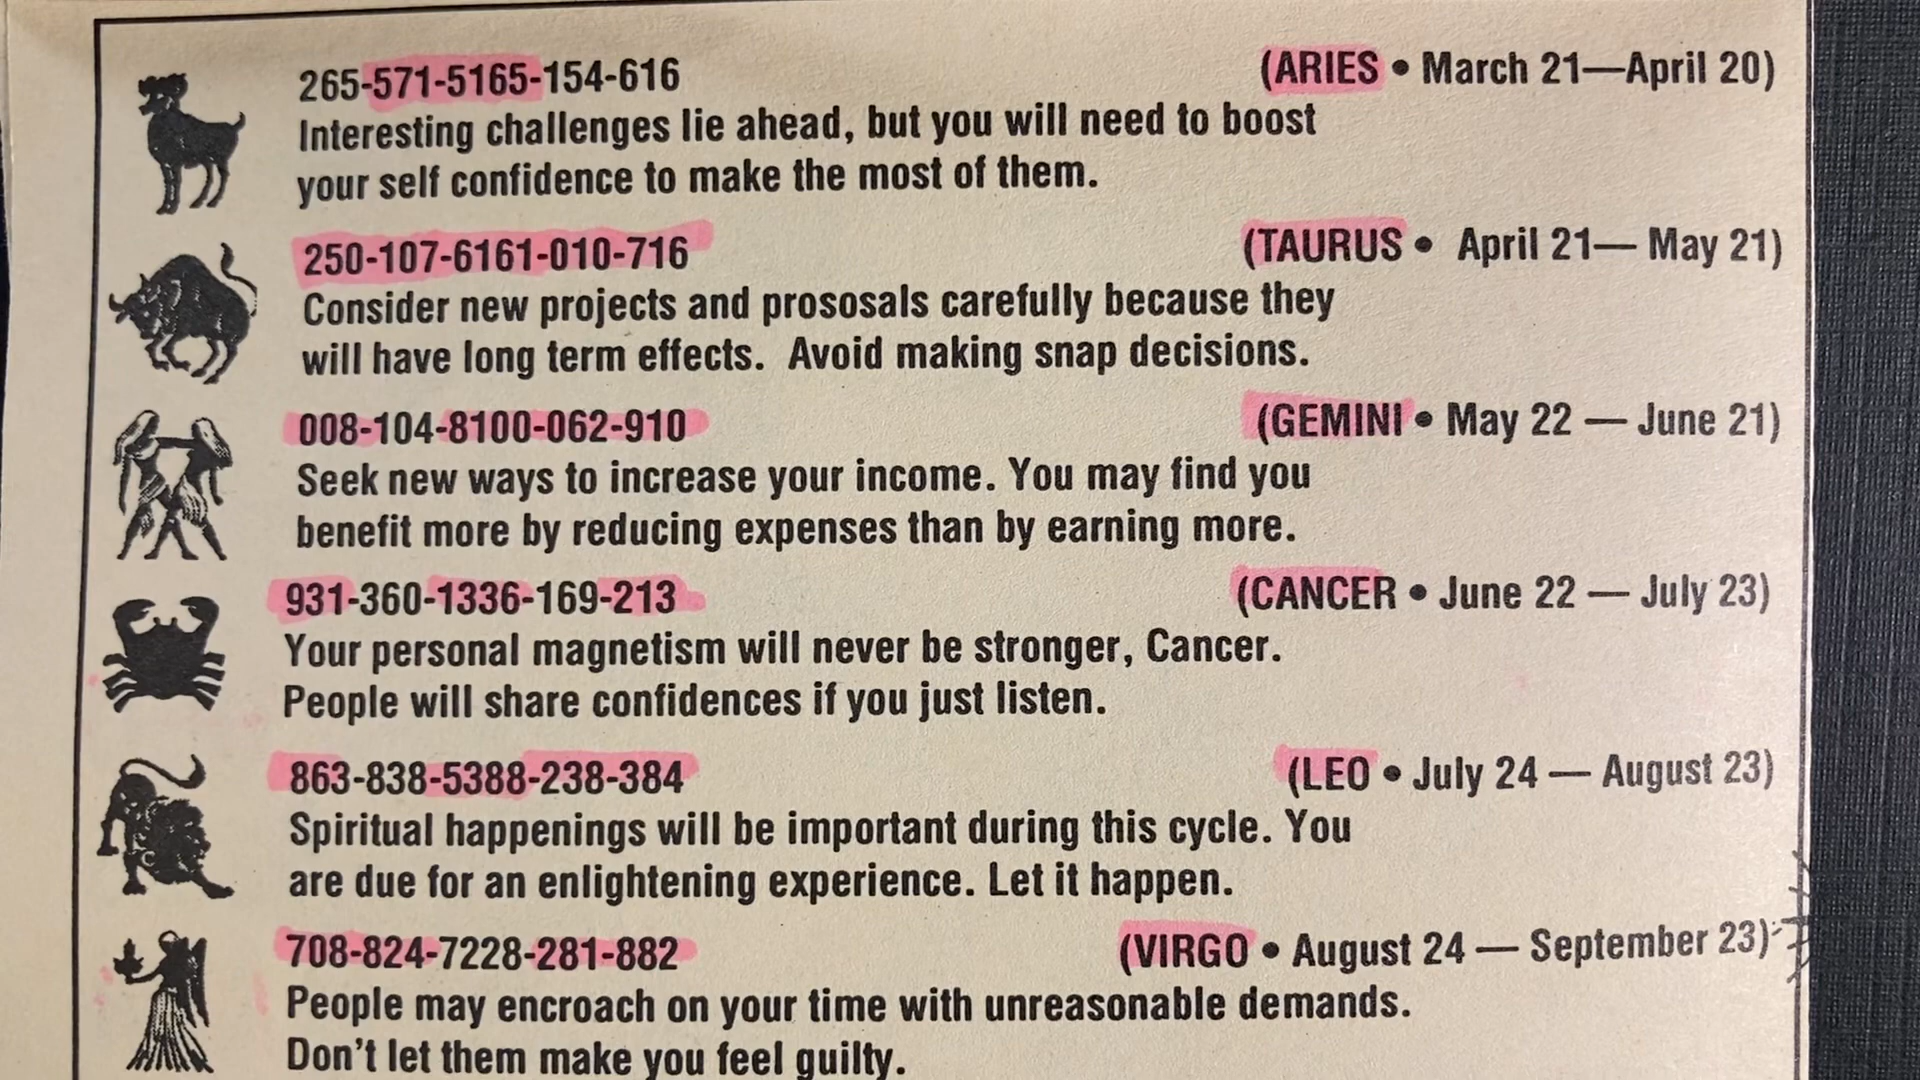 265-571-5165-154-616 (ARIES • March 21—April 20)
Interesting challenges lie ahead, but you will need to boost
your self confidence to make the most of them.
250-107-6161-010-716 (TAURUS • April 21— May 21)
Consider new projects and prososals carefully because they
will have long term effects. Avoid making snap decisions.
008-104-8100-062-910 (GEMINI • May 22 — June 21)
Seek new ways to increase your income. You may find you
benefit more by reducing expenses than by earning more.
931-360-1336-169-213 (CANCER • June 22 — July 23)
Your personal magnetism will never be stronger, Cancer.
People will share confidences if you just listen.
863-838-5388-238-384 (LEO • July 24 — August 23)
Spiritual happenings will be important during this cycle. You
are due for an enlightening experience. Let it happen.
708-824-7228-281-882 (VIRGO • August 24 — September 23)
People may encroach on your time with unreasonable demands.
Don't let them make you feel guilty.